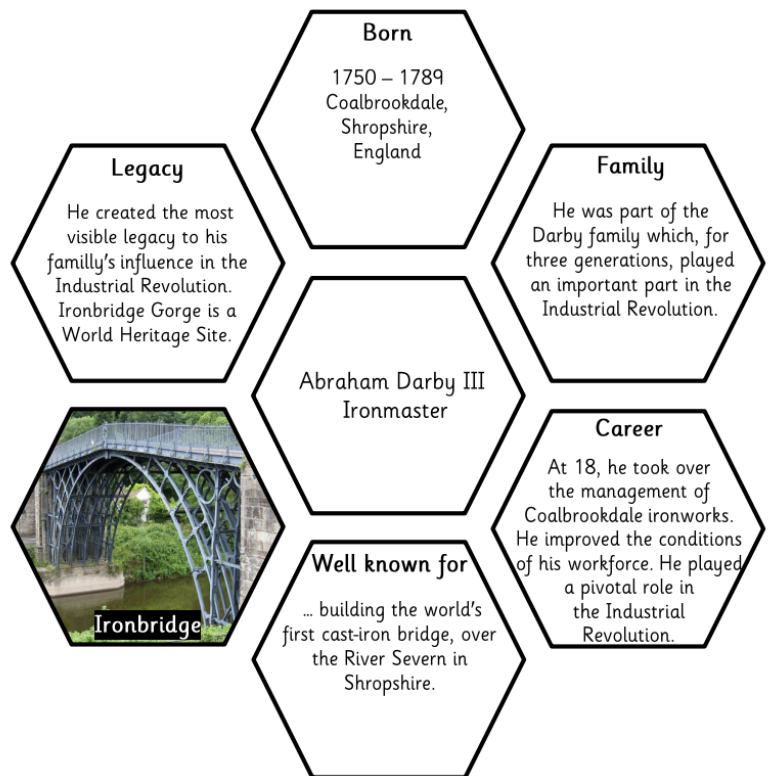 Born
1750 – 1789
Coalbrookdale,
Shropshire,
England
Legacy
He created the most
visible legacy to his
familly's influence in the
Industrial Revolution.
Ironbridge Gorge is a
World Heritage Site.
Family
He was part of the
Darby family which, for
three generations, played
an important part in the
Industrial Revolution.
Abraham Darby III
Ironmaster
Ironbridge
Career
At 18, he took over
the management of
Coalbrookdale ironworks.
He improved the conditions
of his workforce. He played
a pivotal role in
the Industrial
Revolution.
Well known for
... building the world's
first cast-iron bridge, over
the River Severn in
Shropshire.